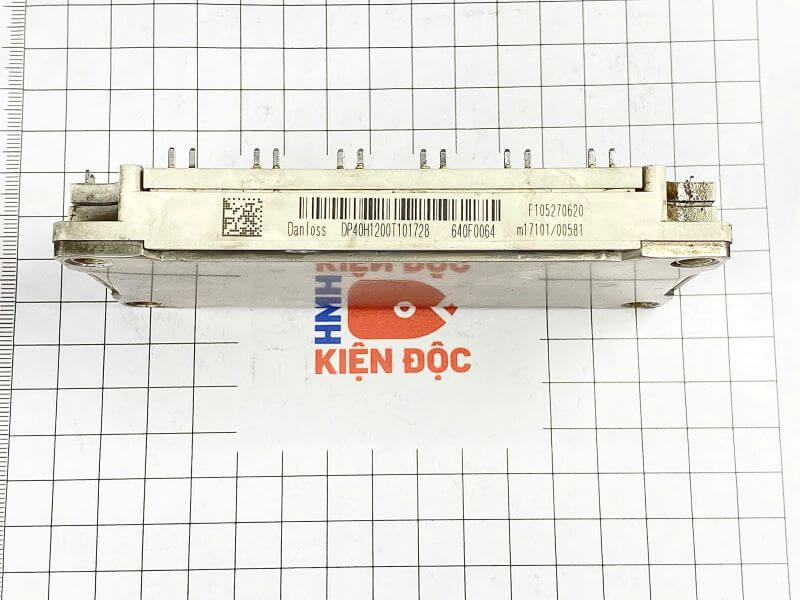 F105270620
Danfoss DP40H1200T101728 640F0064 m17101/00581
KIỆN ĐỘC
HMH
KIỆN ĐỘC